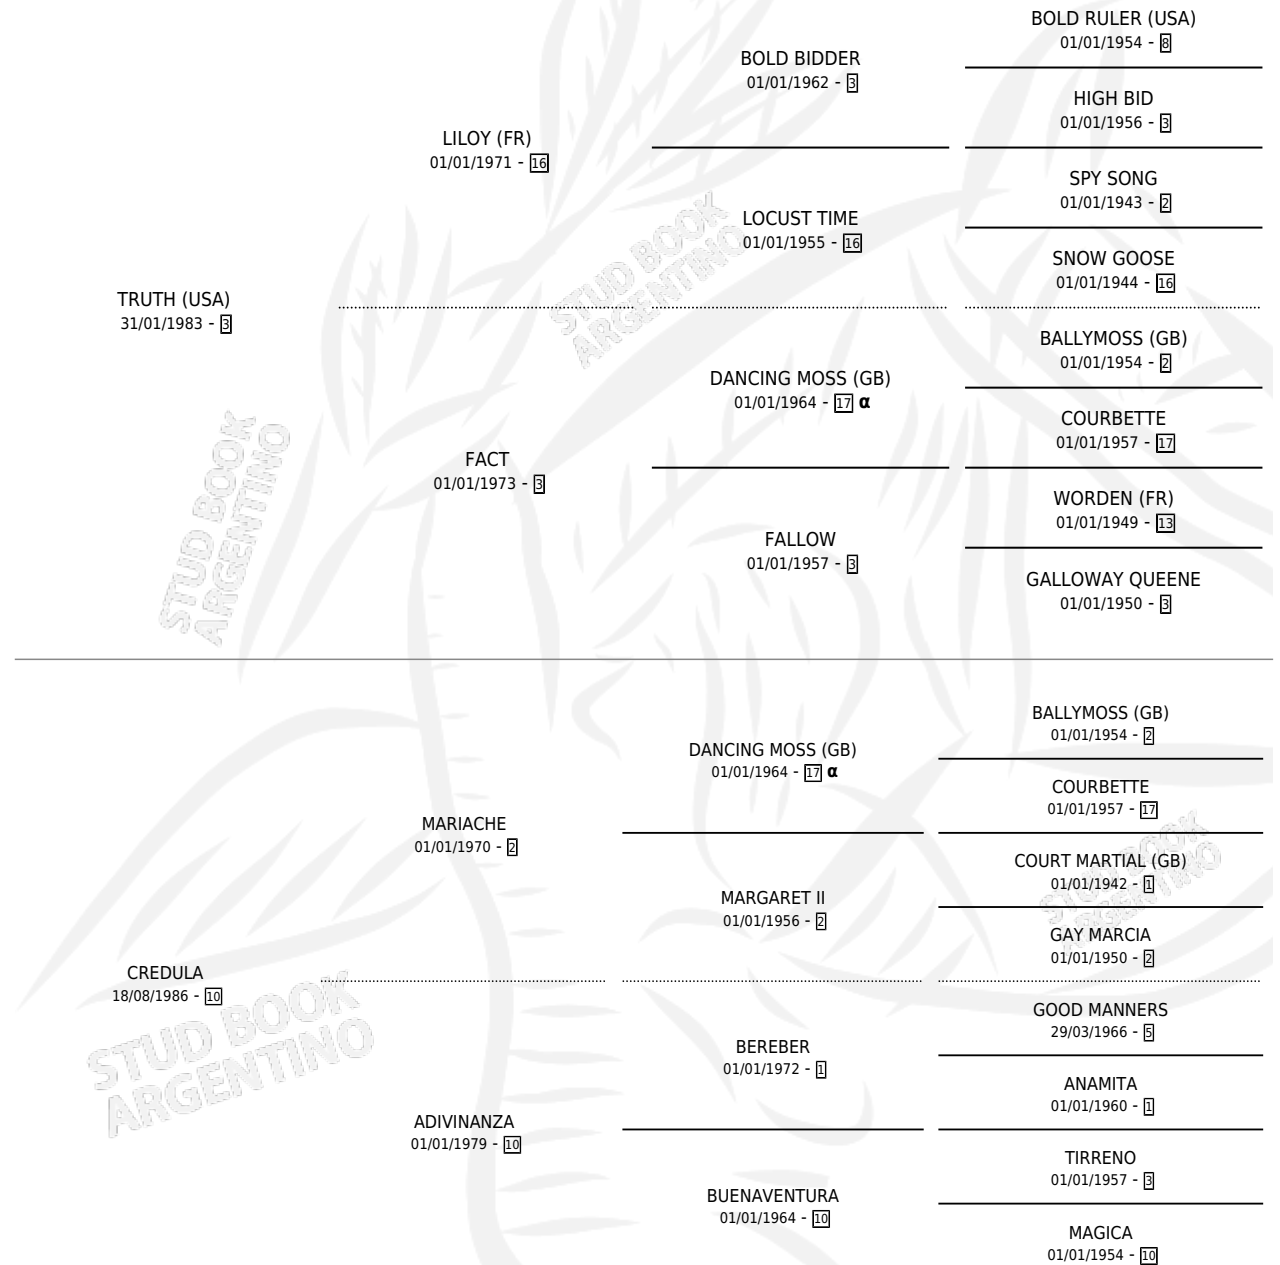 BOLD RULER (USA)
01/01/1954 - 8
BOLD BIDDER
01/01/1962 - 3
HIGH BID
01/01/1956 - 3
LILOY (FR)
01/01/1971 - 16
SPY SONG
01/01/1943 - 2
LOCUST TIME
01/01/1955 - 16
SNOW GOOSE
01/01/1944 - 16
TRUTH (USA)
31/01/1983 - 3
BALLYMOSS (GB)
01/01/1954 - 2
DANCING MOSS (GB)
01/01/1964 - 17 α
COURBETTE
01/01/1957 - 17
FACT
01/01/1973 - 3
WORDEN (FR)
01/01/1949 - 13
FALLOW
01/01/1957 - 3
GALLOWAY QUEENE
01/01/1950 - 3
BALLYMOSS (GB)
01/01/1954 - 2
DANCING MOSS (GB)
01/01/1964 - 17 α
COURBETTE
01/01/1957 - 17
MARIACHE
01/01/1970 - 2
COURT MARTIAL (GB)
01/01/1942 - 1
MARGARET II
01/01/1956 - 2
GAY MARCIA
01/01/1950 - 2
CREDULA
18/08/1986 - 10
GOOD MANNERS
29/03/1966 - 5
BEREBER
01/01/1972 - 1
ANAMITA
01/01/1960 - 1
ADIVINANZA
01/01/1979 - 10
TIRRENO
01/01/1957 - 3
BUENAVENTURA
01/01/1964 - 10
MAGICA
01/01/1954 - 10
STUD BOOK
ARGENTINO
STUD BOOK
ARGENTINO
STUD BOOK
ARGENTINO
STUD BOOK
ARGENTINO